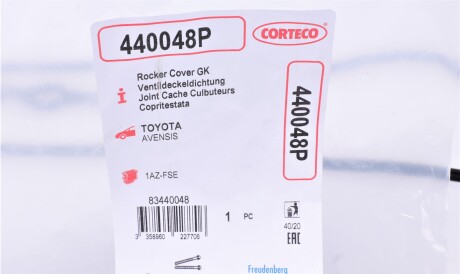 440048P
CORTECO
Rocker Cover GK
Ventildeckeldichtung
Joint Cache Culbuteurs
Copritestata
440048P
TOYOTA
AVENSIS
1AZ-FSE
83440048
3 358960 227708
1 PC
40/20
EAC
Freudenberg